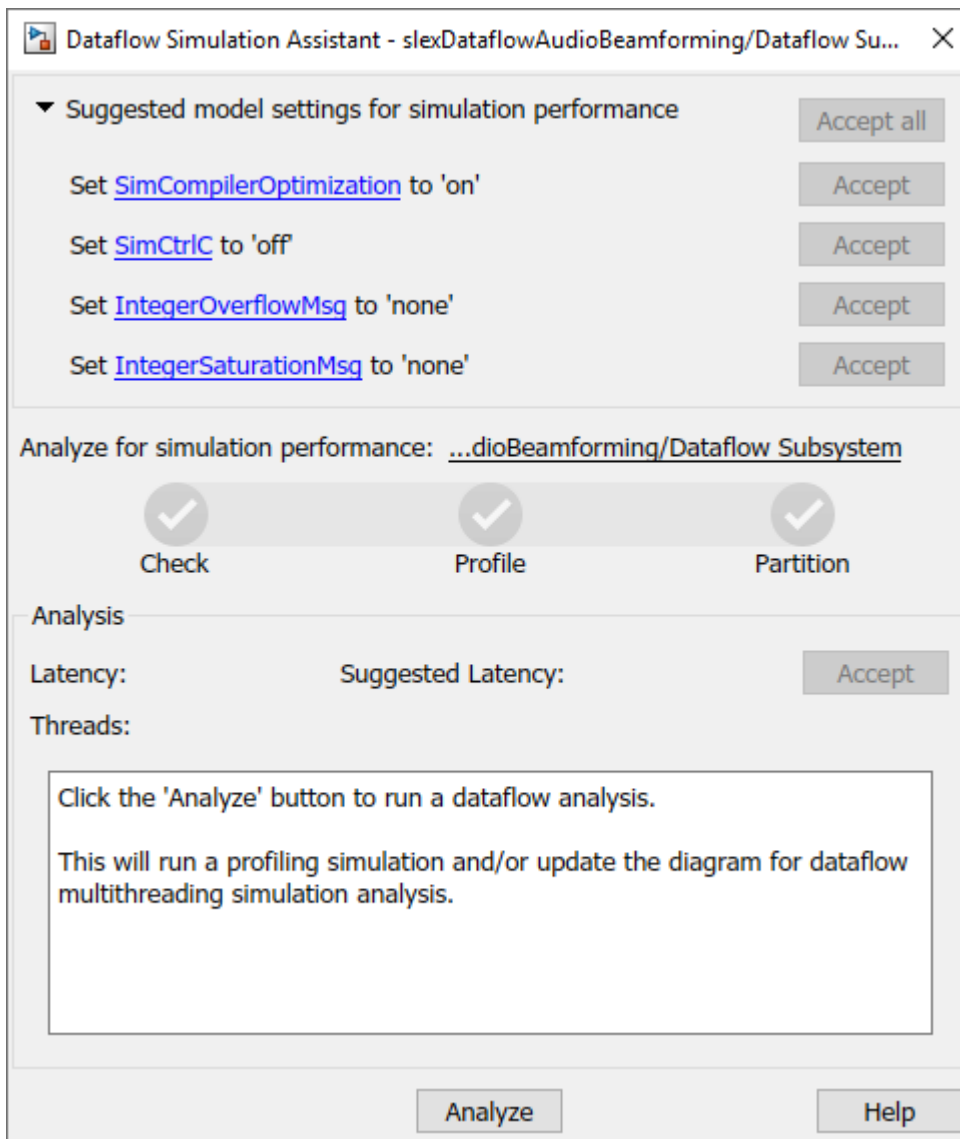 Dataflow Simulation Assistant - slexDataflowAudioBeamforming/Dataflow Su...
Suggested model settings for simulation performance Accept all
Set SimCompilerOptimization to 'on' Accept
Set SimCtrlC to 'off' Accept
Set IntegerOverflowMsg to 'none' Accept
Set IntegerSaturationMsg to 'none' Accept
Analyze for simulation performance: ...dioBeamforming/Dataflow Subsystem
Check Profile Partition
Analysis
Latency: Suggested Latency: Accept
Threads:
Click the 'Analyze' button to run a dataflow analysis.
This will run a profiling simulation and/or update the diagram for dataflow
multithreading simulation analysis.
Analyze Help